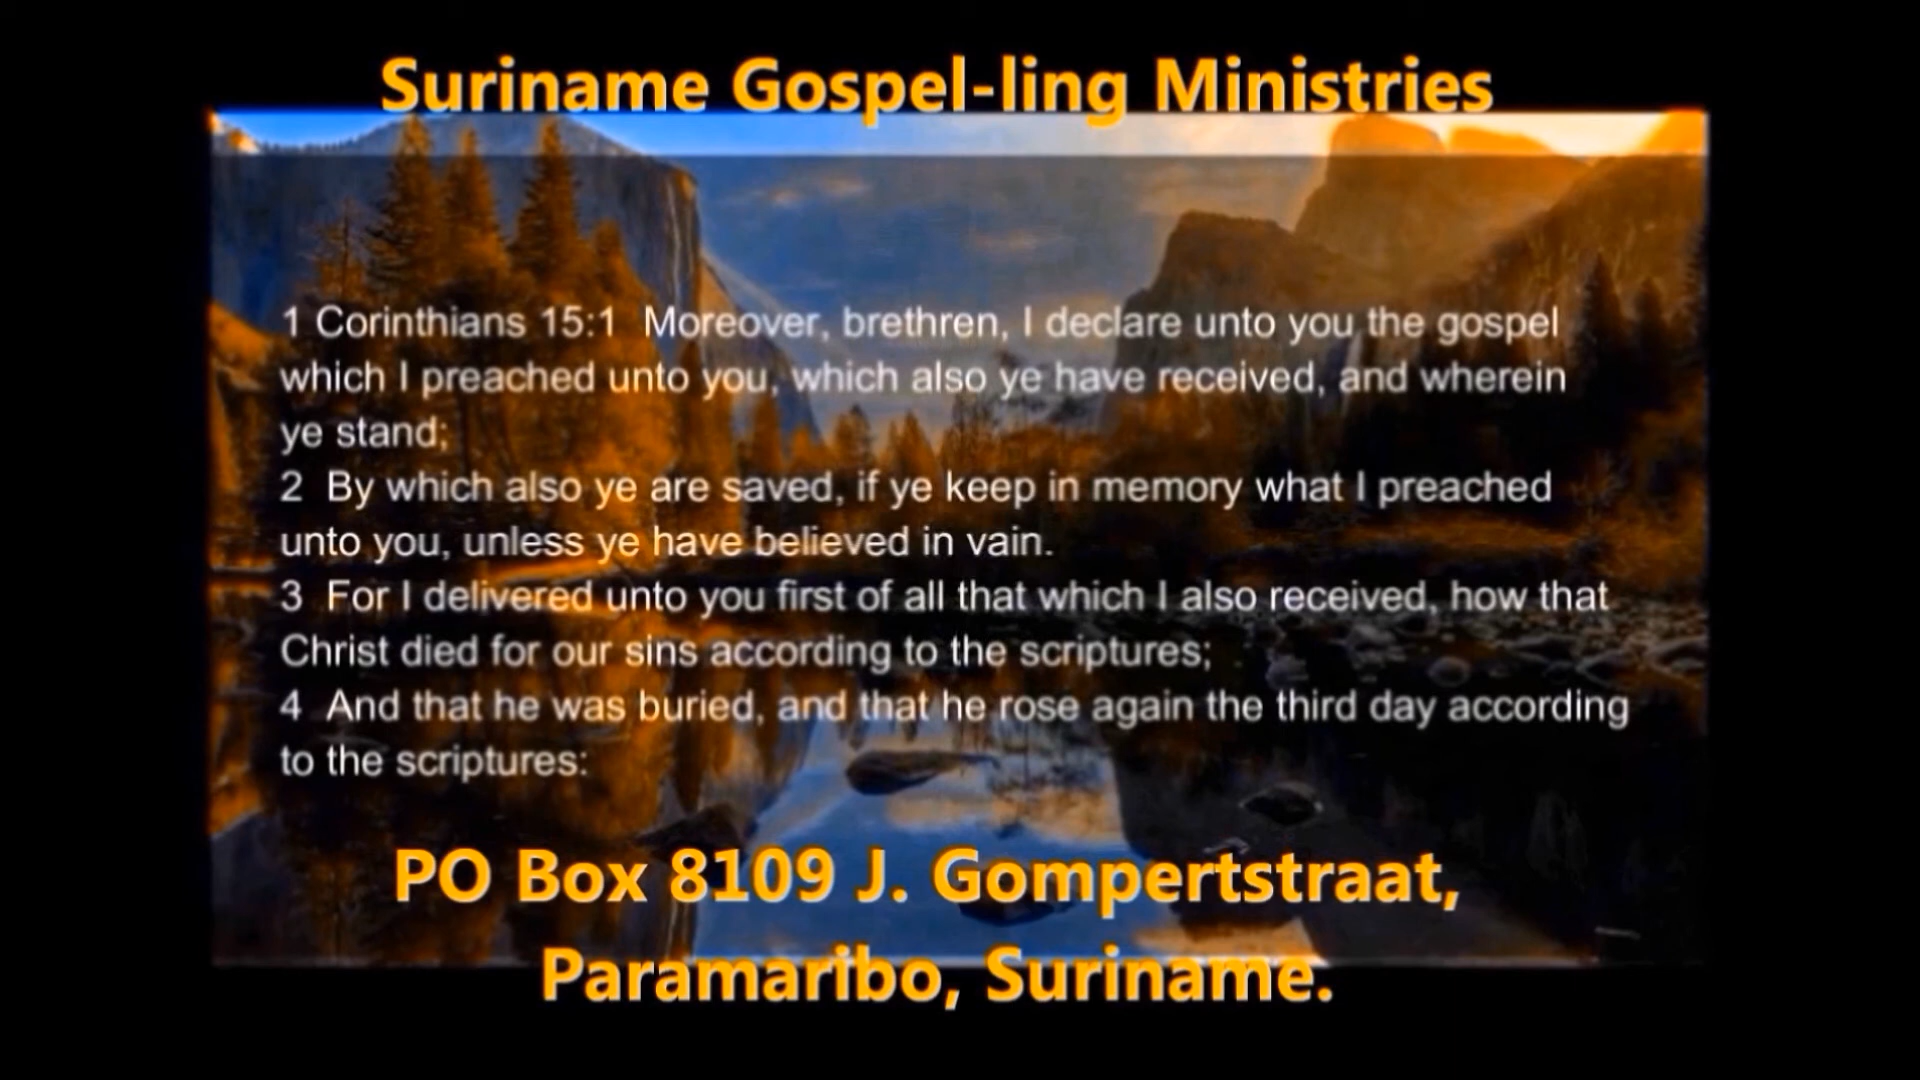 Suriname Gospel-ling Ministries
1 Corinthians 15:1  Moreover, brethren, I declare unto you the gospel
which I preached unto you, which also ye have received, and wherein
ye stand;
2  By which also ye are saved, if ye keep in memory what I preached
unto you, unless ye have believed in vain.
3  For I delivered unto you first of all that which I also received, how that
Christ died for our sins according to the scriptures;
4  And that he was buried, and that he rose again the third day according
to the scriptures:
PO Box 8109 J. Gompertstraat,
Paramaribo, Suriname.